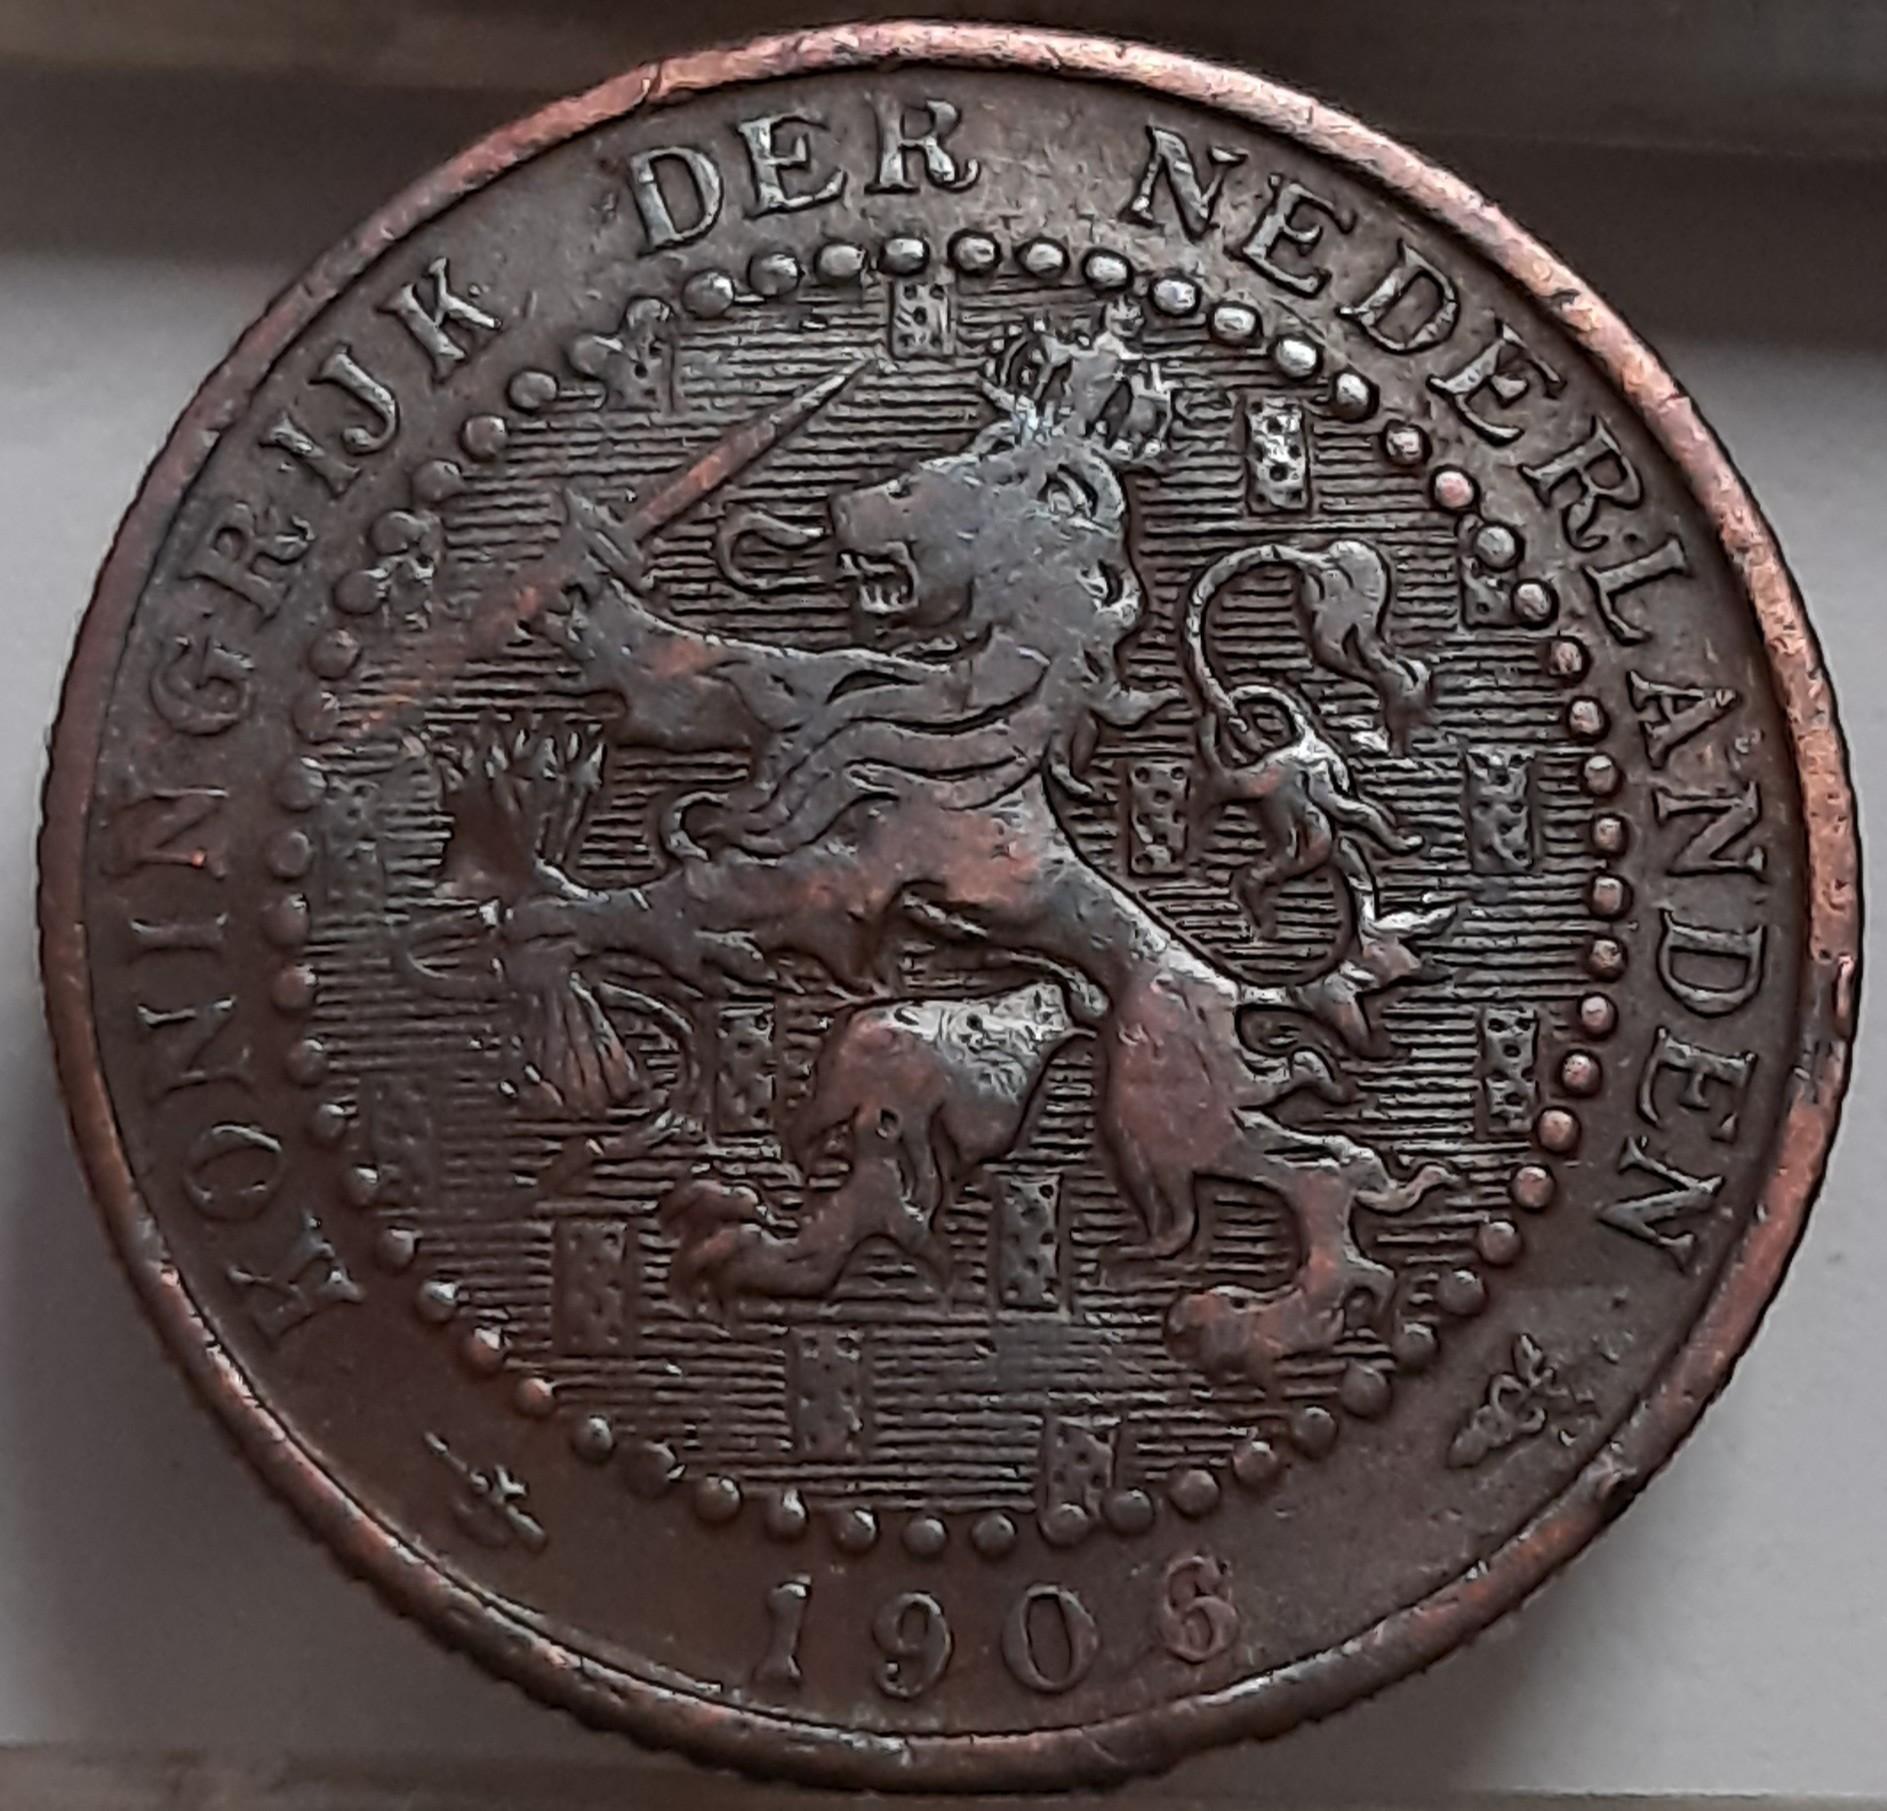 KONINGRIJK DER NEDERLANDEN
1906